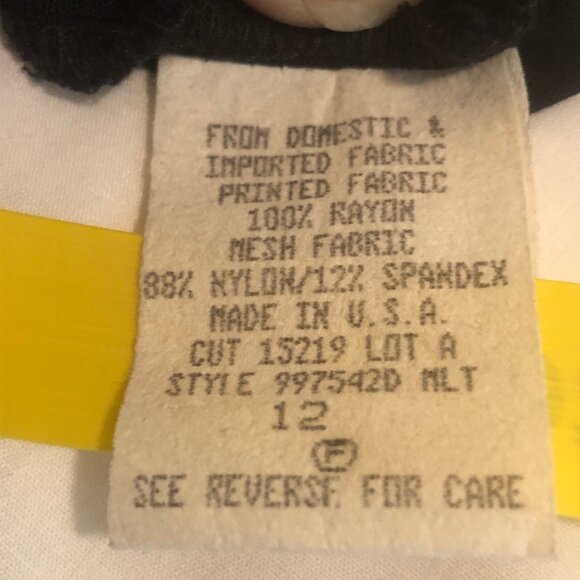 FROM DOMESTIC &
IMPORTED FABRIC
PRINTED FABRIC
100% RAYON
MESH FABRIC
88% NYLON/12% SPANDEX
MADE IN U.S.A.
CUT 15219 LOT A
STYLE 997542D MLT
12
P
SEE REVERSE FOR CARE